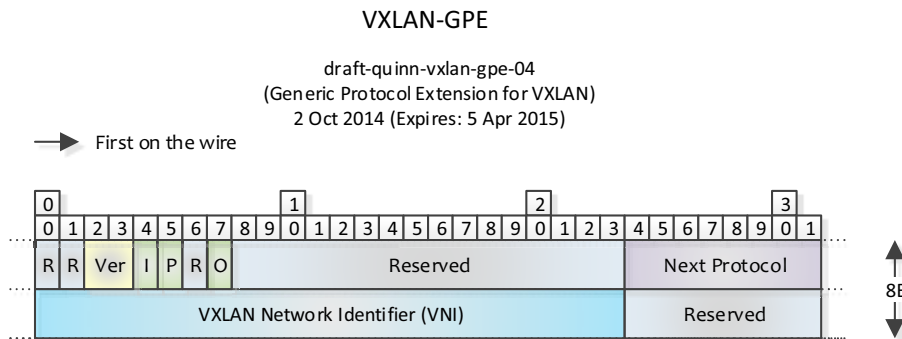 VXLAN-GPE
draft-quinn-vxlan-gpe-04
(Generic Protocol Extension for VXLAN)
2 Oct 2014 (Expires: 5 Apr 2015)
First on the wire
0 1 2 3
0 1 2 3 4 5 6 7 8 9 0 1 2 3 4 5 6 7 8 9 0 1 2 3 4 5 6 7 8 9 0 1
R R Ver I P R O Reserved Next Protocol
8B
VXLAN Network Identifier (VNI) Reserved